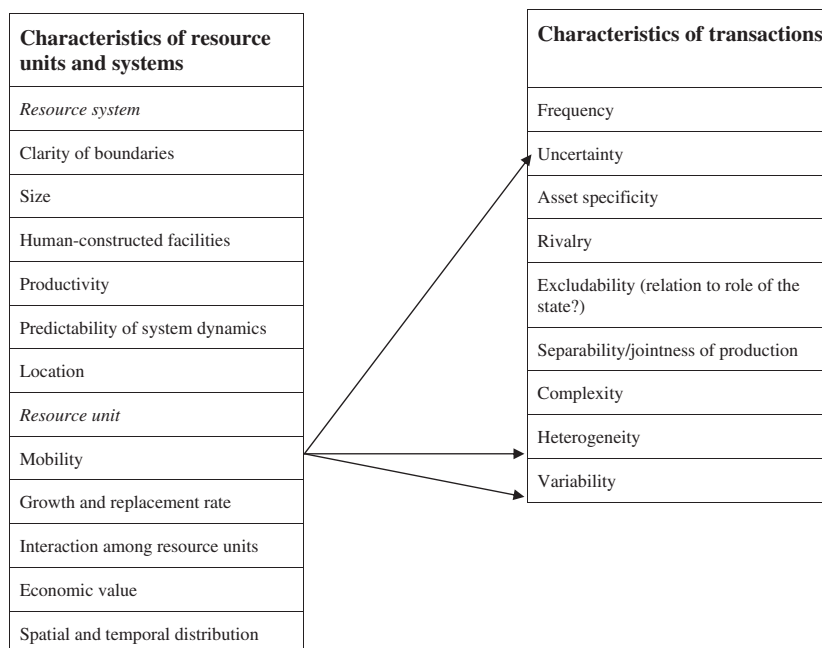 Characteristics of resource
units and systems
Resource system
Clarity of boundaries
Size
Human-constructed facilities
Productivity
Predictability of system dynamics
Location
Resource unit
Mobility
Growth and replacement rate
Interaction among resource units
Economic value
Spatial and temporal distribution
Characteristics of transactions
Frequency
Uncertainty
Asset specificity
Rivalry
Excludability (relation to role of the
state?)
Separability/jointness of production
Complexity
Heterogeneity
Variability